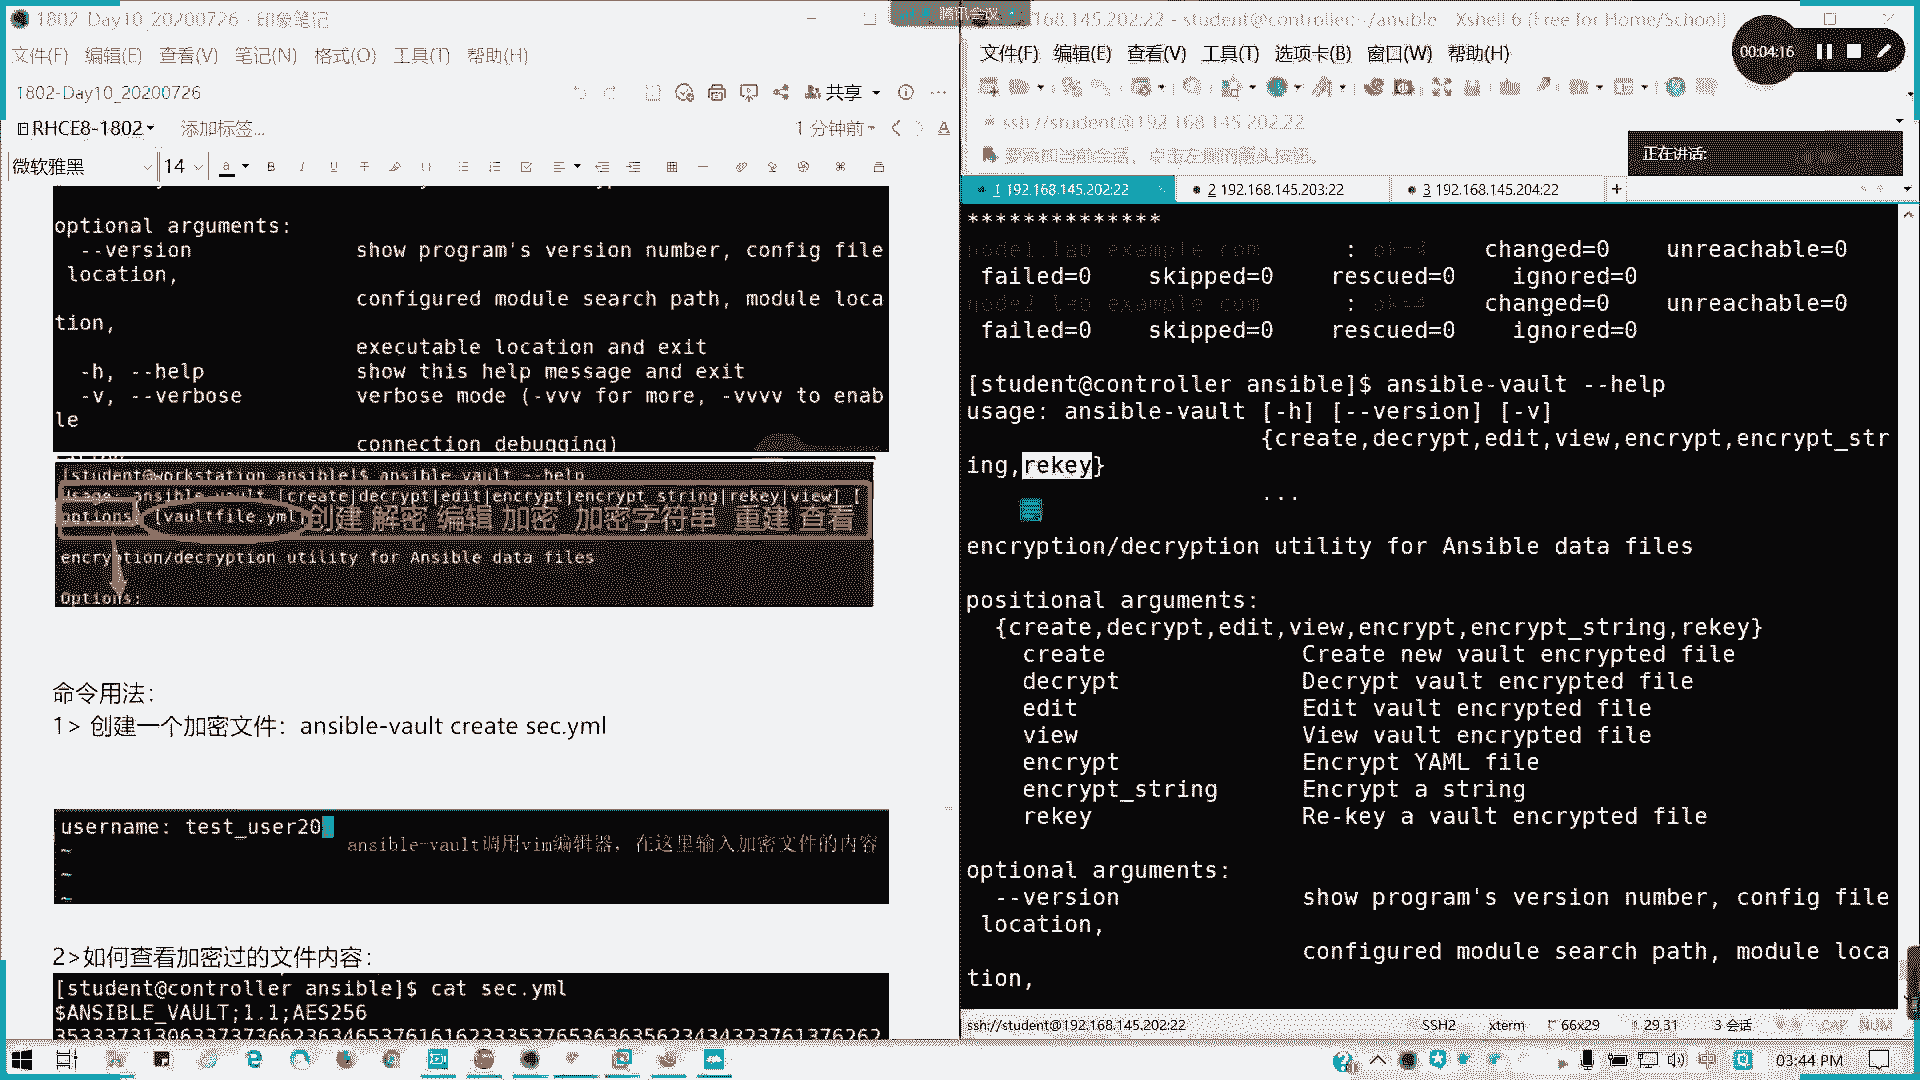 1802_Day10_20200726 - 印象笔记
文件(F) 编辑(E) 查看(V) 笔记(N) 格式(O) 工具(T) 帮助(H)
1802-Day10_20200726
共享
RHCE8-1802
添加标签...
1 分钟前
微软雅黑
14
optional arguments:
--version show program's version number, config file
location,
configured module search path, module loca
tion,
executable location and exit
-h, --help show this help message and exit
-v, --verbose verbose mode (-vvv for more, -vvvv to enab
le
connection debugging)
[student@workstation ansible]$ ansible-vault --help
Usage: ansible-vault [create|decrypt|edit|encrypt|encrypt_string|rekey|view] [
options] [vaultfile.yml] 创建 解密 编辑 加密 加密字符串 重建 查看
encryption/decryption utility for Ansible data files
Options:
命令用法：
1> 创建一个加密文件：ansible-vault create sec.yml
username: test_user20
~
ansible-vault调用vim编辑器，在这里输入加密文件的内容
~
~
2>如何查看加密过的文件内容：
[student@controller ansible]$ cat sec.yml
$ANSIBLE_VAULT;1.1;AES256
腾讯会议
168.145.202:22 - student@controller:~/ansible - Xshell 6 (Free for Home/School)
文件(F) 编辑(E) 查看(V) 工具(T) 选项卡(B) 窗口(W) 帮助(H)
00:04:16
ssh://student@192.168.145.202:22
要添加当前会话，点击左侧的箭头按钮。
正在讲话:
1 192.168.145.202:22
2 192.168.145.203:22
3 192.168.145.204:22
+
**************
node1.lab.example.com : ok=4 changed=0 unreachable=0
failed=0 skipped=0 rescued=0 ignored=0
node2.lab.example.com : ok=4 changed=0 unreachable=0
failed=0 skipped=0 rescued=0 ignored=0
[student@controller ansible]$ ansible-vault --help
usage: ansible-vault [-h] [--version] [-v]
{create,decrypt,edit,view,encrypt,encrypt_str
ing,rekey}
...
encryption/decryption utility for Ansible data files
positional arguments:
{create,decrypt,edit,view,encrypt,encrypt_string,rekey}
create Create new vault encrypted file
decrypt Decrypt vault encrypted file
edit Edit vault encrypted file
view View vault encrypted file
encrypt Encrypt YAML file
encrypt_string Encrypt a string
rekey Re-key a vault encrypted file
optional arguments:
--version show program's version number, config file
location,
configured module search path, module loca
tion,
ssh://student@192.168.145.202:22
SSH2
xterm
66x29
29,31
3 会话
CAP NUM
中
03:44 PM